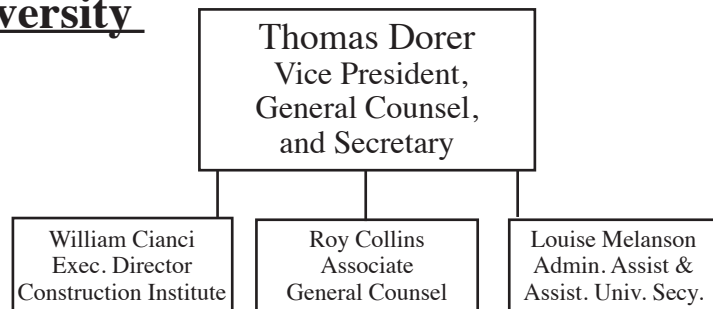 versity
Thomas Dorer
Vice President,
General Counsel,
and Secretary
William Cianci
Exec. Director
Construction Institute
Roy Collins
Associate
General Counsel
Louise Melanson
Admin. Assist &
Assist. Univ. Secy.